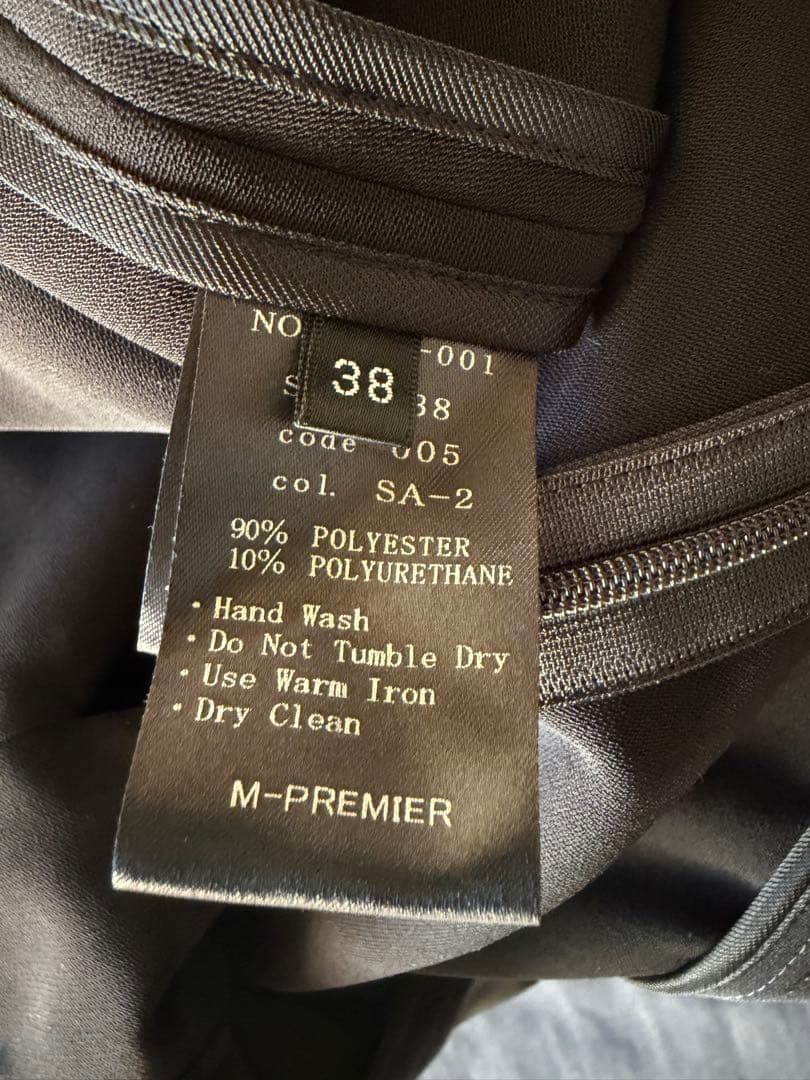 NO -001
38
38
code 005
col. SA-2
90% POLYESTER
10% POLYURETHANE
・Hand Wash
・Do Not Tumble Dry
・Use Warm Iron
・Dry Clean
M-PREMIER